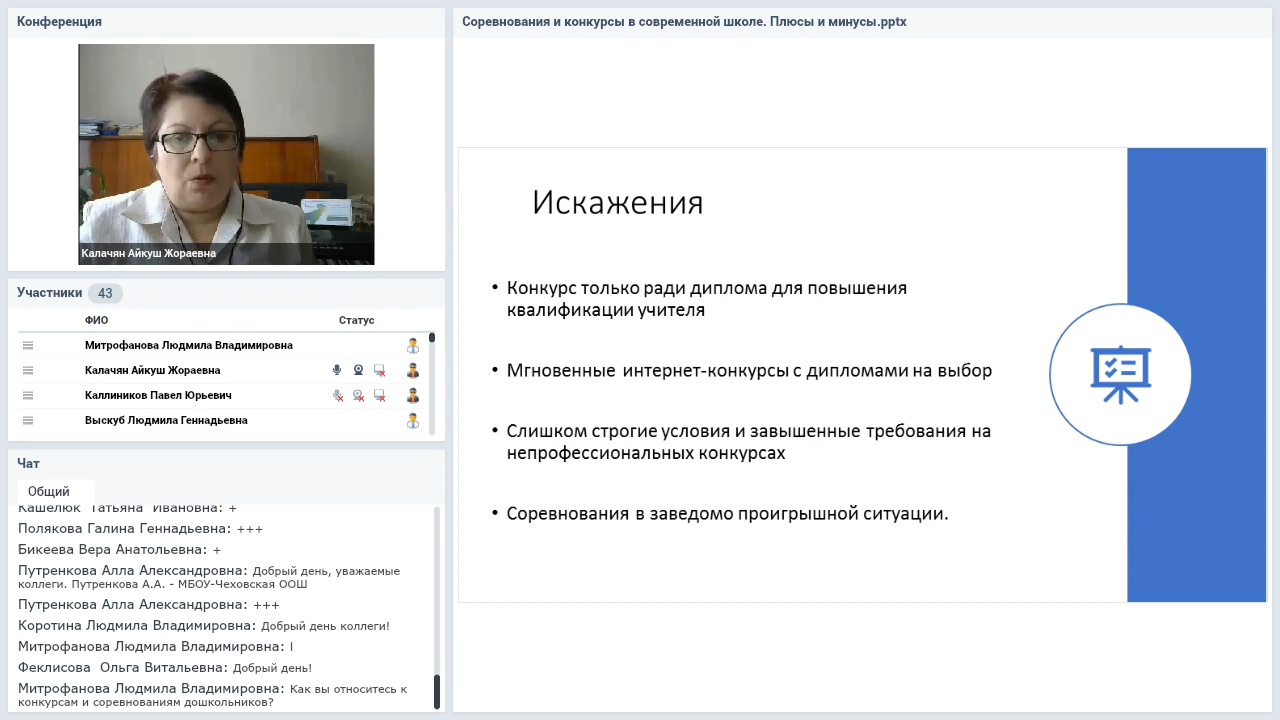 Конференция
Калачян Айкуш Жораевна
Участники 43
ФИО Статус
Митрофанова Людмила Владимировна
Калачян Айкуш Жораевна
Каллиников Павел Юрьевич
Выскуб Людмила Геннадьевна
Чат
Общий
Кашелюк Татьяна Ивановна: +
Полякова Галина Геннадьевна: +++
Бикеева Вера Анатольевна: +
Путренкова Алла Александровна: Добрый день, уважаемые
коллеги. Путренкова А.А. - МБОУ-Чеховская ООШ
Путренкова Алла Александровна: +++
Коротина Людмила Владимировна: Добрый день коллеги!
Митрофанова Людмила Владимировна: l
Феклисова Ольга Витальевна: Добрый день!
Митрофанова Людмила Владимировна: Как вы относитесь к
конкурсам и соревнованиям дошкольников?
Соревнования и конкурсы в современной школе. Плюсы и минусы.pptx
Искажения
• Конкурс только ради диплома для повышения
квалификации учителя
• Мгновенные интернет-конкурсы с дипломами на выбор
• Слишком строгие условия и завышенные требования на
непрофессиональных конкурсах
• Соревнования в заведомо проигрышной ситуации.